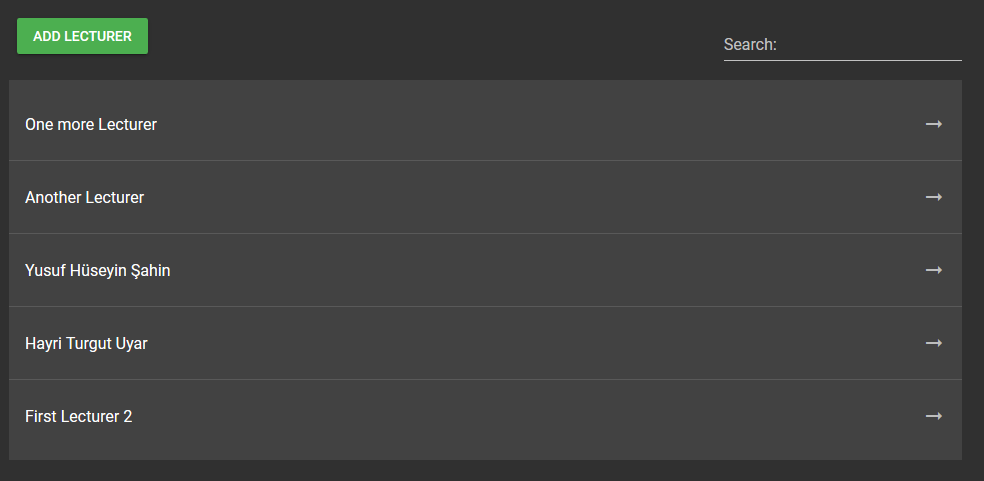 ADD LECTURER
Search:
One more Lecturer
Another Lecturer
Yusuf Hüseyin Şahin
Hayri Turgut Uyar
First Lecturer 2